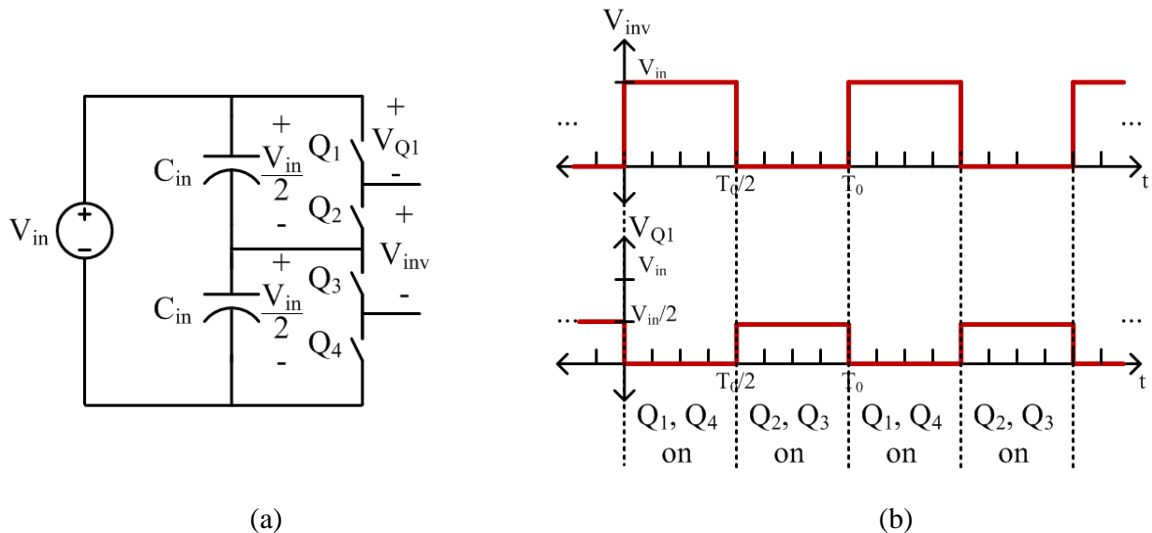 V_in
C_in
+
V_in
2
-
C_in
+
V_in
2
-
Q_1
Q_2
Q_3
Q_4
+
V_Q1
-
+
V_inv
-
(a)
V_inv
V_in
...
...
T_0/2
T_0
t
V_Q1
V_in
V_in/2
...
...
T_0/2
T_0
t
Q_1, Q_4
on
Q_2, Q_3
on
Q_1, Q_4
on
Q_2, Q_3
on
(b)